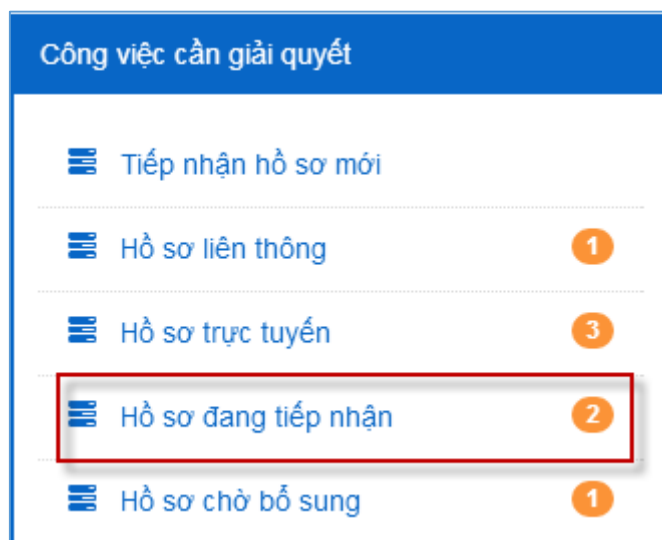 Công việc cần giải quyết
Tiếp nhận hồ sơ mới
Hồ sơ liên thông 1
Hồ sơ trực tuyến 3
Hồ sơ đang tiếp nhận 2
Hồ sơ chờ bổ sung 1